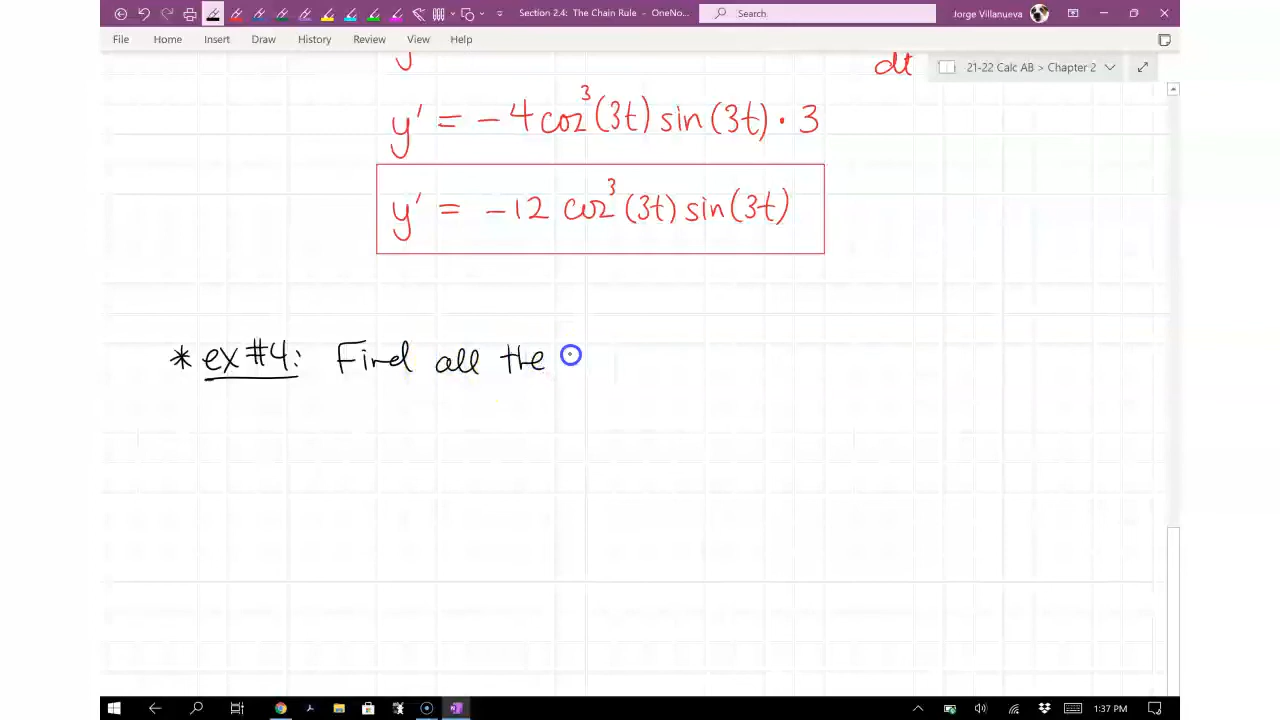 Section 2.4: The Chain Rule - OneNo...
Search
Jorge Villanueva
File Home Insert Draw History Review View Help
21-22 Calc AB > Chapter 2
dt
y' = -4cos³(3t) sin(3t) · 3
y' = -12 cos³(3t) sin(3t)
* ex #4: Find all the
1:37 PM